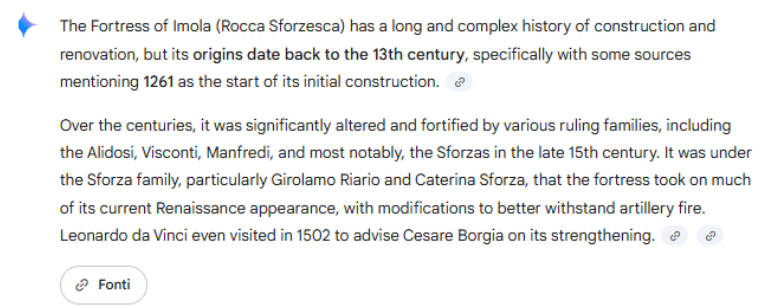 The Fortress of Imola (Rocca Sforzesca) has a long and complex history of construction and
renovation, but its origins date back to the 13th century, specifically with some sources
mentioning 1261 as the start of its initial construction.
Over the centuries, it was significantly altered and fortified by various ruling families, including
the Alidosi, Visconti, Manfredi, and most notably, the Sforzas in the late 15th century. It was under
the Sforza family, particularly Girolamo Riario and Caterina Sforza, that the fortress took on much
of its current Renaissance appearance, with modifications to better withstand artillery fire.
Leonardo da Vinci even visited in 1502 to advise Cesare Borgia on its strengthening.
Fonti